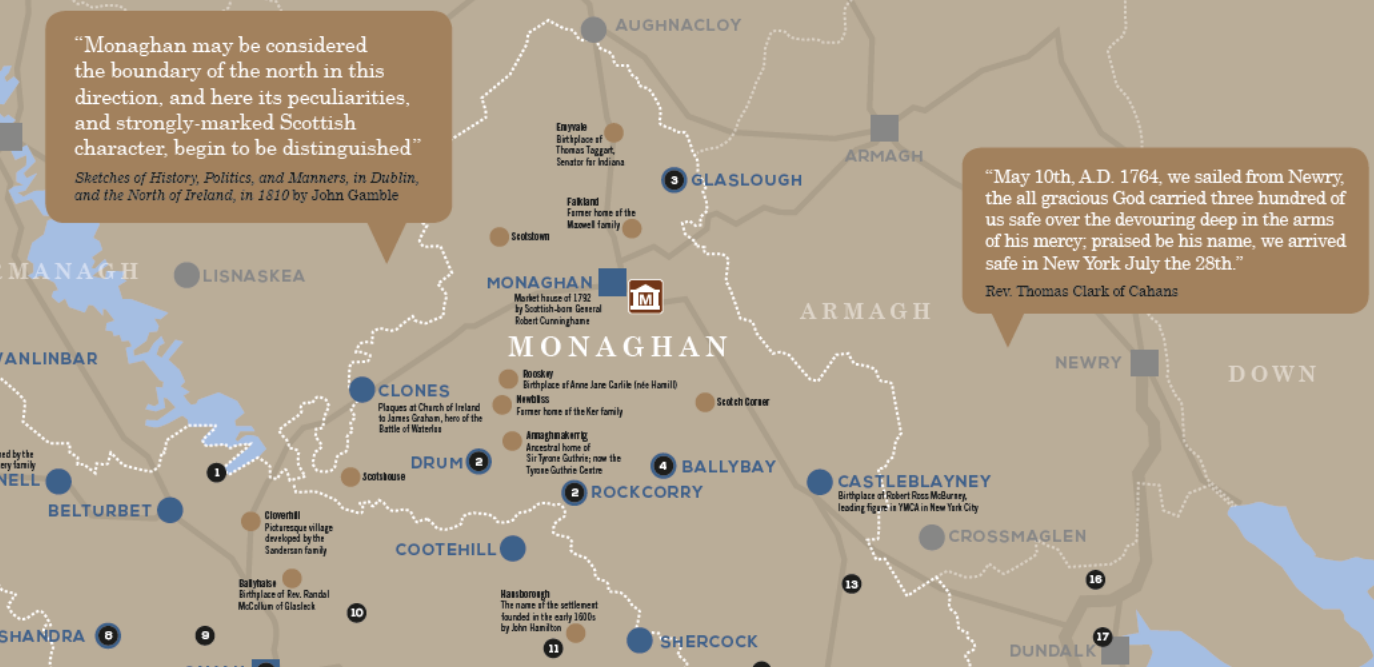 “Monaghan may be considered
the boundary of the north in this
direction, and here its peculiarities,
and strongly-marked Scottish
character, begin to be distinguished”
Sketches of History, Politics, and Manners, in Dublin,
and the North of Ireland, in 1810 by John Gamble
AUGHNACLOY
Emyvale
Birthplace of
Thomas Taggart,
Senator for Indiana
ARMAGH
3 GLASLOUGH
“May 10th, A.D. 1764, we sailed from Newry,
the all gracious God carried three hundred of
us safe over the devouring deep in the arms
of his mercy; praised be his name, we arrived
safe in New York July the 28th.”
Rev. Thomas Clark of Cahans
Falkland
Former home of the
Maxwell family
Scotstown
MANAGH
LISNASKEA
MONAGHAN
M
Market house of 1792
by Scottish-born General
Robert Cunninghame
ARMAGH
MONAGHAN
VANLINBAR
NEWRY
DOWN
Rooskey
Birthplace of Anne Jane Carlile (née Hamill)
CLONES
Plaques at Church of Ireland
to James Graham, hero of the
Battle of Waterloo
Newbliss
Former home of the Ker family
Scotch Corner
Annaghmakerrig
Ancestral home of
Sir Tyrone Guthrie; now the
Tyrone Guthrie Centre
DRUM 2
4 BALLYBAY
ed by the
ery family
NELL
1
Scotshouse
2 ROCKCORRY
CASTLEBLAYNEY
Birthplace of Robert Ross McBurney,
leading figure in YMCA in New York City
BELTURBET
Cloverhill
Picturesque village
developed by the
Sanderson family
COOTEHILL
CROSSMAGLEN
Ballyhaise
Birthplace of Rev. Randal
McCollum of Glasleck
10
Hansborough
The name of the settlement
founded in the early 1600s
by John Hamilton
13
16
SHANDRA 8
9
11
SHERCOCK
17
DUNDALK